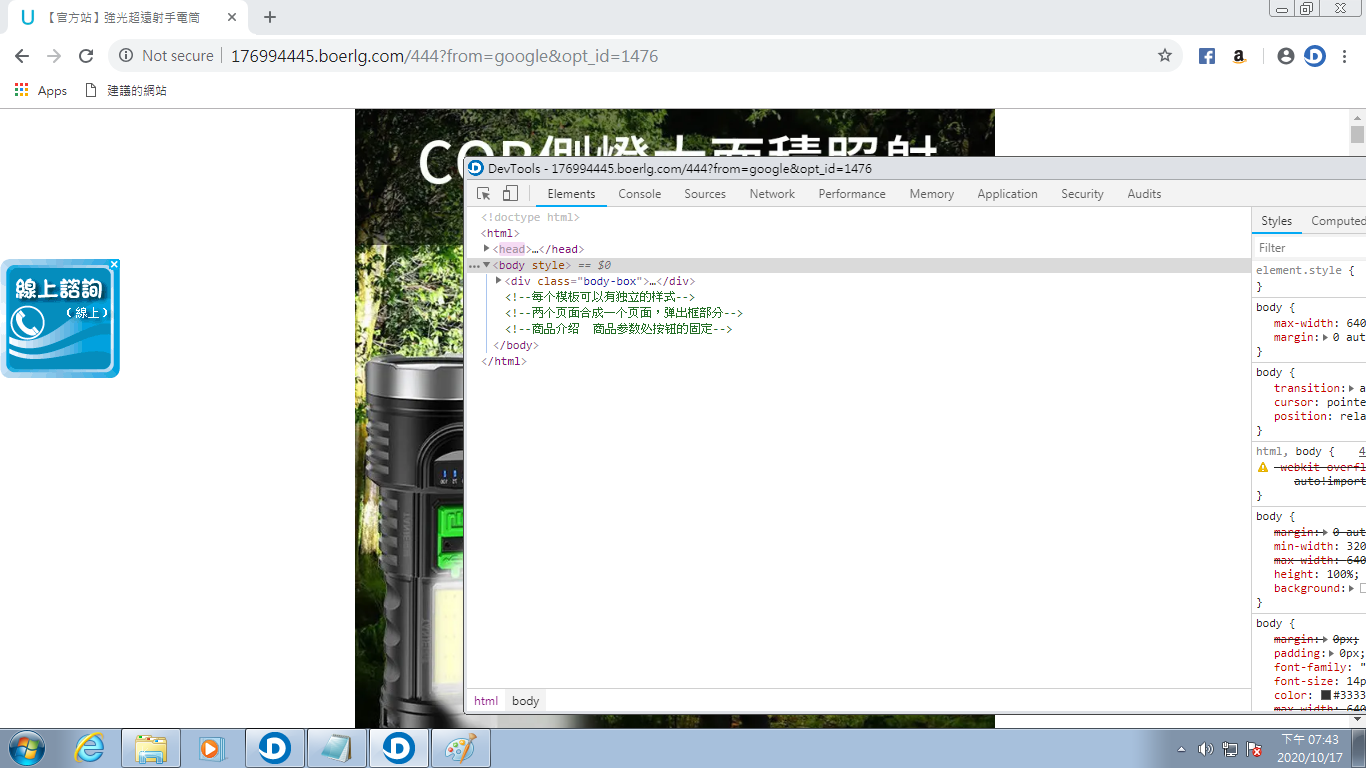 【官方站】強光超遠射手電筒
Not secure
176994445.boerlg.com/444?from=google&opt_id=1476
Apps
建議的網站
COB側燈大面積照射
線上諮詢
(線上)
DevTools - 176994445.boerlg.com/444?from=google&opt_id=1476
Elements Console Sources Network Performance Memory Application Security Audits
<!doctype html>
<html>
<head>…</head>
<body style> == $0
<div class="body-box">…</div>
<!--每个模板可以有独立的样式-->
<!--两个页面合成一个页面，弹出框部分-->
<!--商品介绍　商品参数处按钮的固定-->
</body>
</html>
html body
Styles Computed
Filter
element.style {
}
body {
max-width: 640
margin: 0 aut
}
body {
transition: a
cursor: pointe
position: rela
}
html, body { 4
-webkit-overfl
auto!import
}
body {
margin: 0 aut
min-width: 320
max-width: 640
height: 100%;
background:
}
body {
margin: 0px;
padding: 0px;
font-family: "
font-size: 14p
color: #3333
max-width: 640
下午 07:43
2020/10/17